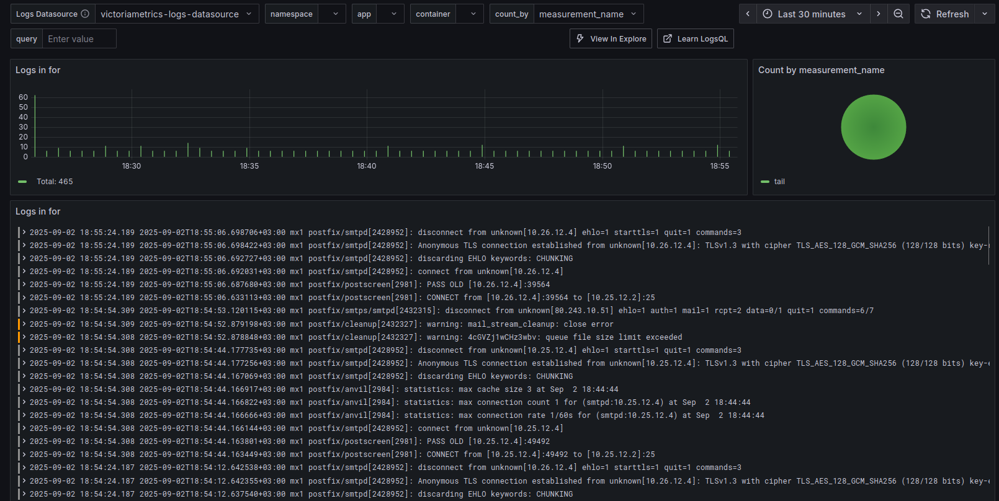 Logs Datasource victoriametrics-logs-datasource namespace app container count_by measurement_name Last 30 minutes Refresh
query Enter value View In Explore Learn LogsQL
Logs in for
60
50
40
30
20
10
0
18:30 18:35 18:40 18:45 18:50 18:55
Total: 465
Count by measurement_name
tail
Logs in for
2025-09-02 18:55:24.189 2025-09-02T18:55:06.698706+03:00 mx1 postfix/smtpd[2428952]: disconnect from unknown[10.26.12.4] ehlo=1 starttls=1 quit=1 commands=3
2025-09-02 18:55:24.189 2025-09-02T18:55:06.698422+03:00 mx1 postfix/smtpd[2428952]: Anonymous TLS connection established from unknown[10.26.12.4]: TLSv1.3 with cipher TLS_AES_128_GCM_SHA256 (128/128 bits) key-
2025-09-02 18:55:24.189 2025-09-02T18:55:06.692727+03:00 mx1 postfix/smtpd[2428952]: discarding EHLO keywords: CHUNKING
2025-09-02 18:55:24.189 2025-09-02T18:55:06.692031+03:00 mx1 postfix/smtpd[2428952]: connect from unknown[10.26.12.4]
2025-09-02 18:55:24.189 2025-09-02T18:55:06.687680+03:00 mx1 postfix/postscreen[2981]: PASS OLD [10.26.12.4]:39564
2025-09-02 18:55:24.189 2025-09-02T18:55:06.633113+03:00 mx1 postfix/postscreen[2981]: CONNECT from [10.26.12.4]:39564 to [10.25.12.2]:25
2025-09-02 18:54:54.309 2025-09-02T18:54:53.120115+03:00 mx1 postfix/smtps/smtpd[2432315]: disconnect from unknown[80.243.10.51] ehlo=1 auth=1 mail=1 rcpt=2 data=0/1 quit=1 commands=6/7
2025-09-02 18:54:54.309 2025-09-02T18:54:52.879198+03:00 mx1 postfix/cleanup[2432327]: warning: mail_stream_cleanup: close error
2025-09-02 18:54:54.308 2025-09-02T18:54:52.878848+03:00 mx1 postfix/cleanup[2432327]: warning: 4cGVZj1wCHz3wbv: queue file size limit exceeded
2025-09-02 18:54:54.308 2025-09-02T18:54:44.177735+03:00 mx1 postfix/smtpd[2428952]: disconnect from unknown[10.25.12.4] ehlo=1 starttls=1 quit=1 commands=3
2025-09-02 18:54:54.308 2025-09-02T18:54:44.177256+03:00 mx1 postfix/smtpd[2428952]: Anonymous TLS connection established from unknown[10.25.12.4]: TLSv1.3 with cipher TLS_AES_128_GCM_SHA256 (128/128 bits) key-
2025-09-02 18:54:54.308 2025-09-02T18:54:44.167069+03:00 mx1 postfix/smtpd[2428952]: discarding EHLO keywords: CHUNKING
2025-09-02 18:54:54.308 2025-09-02T18:54:44.166917+03:00 mx1 postfix/anvil[2984]: statistics: max cache size 3 at Sep  2 18:44:44
2025-09-02 18:54:54.308 2025-09-02T18:54:44.166822+03:00 mx1 postfix/anvil[2984]: statistics: max connection count 1 for (smtpd:10.25.12.4) at Sep  2 18:44:44
2025-09-02 18:54:54.308 2025-09-02T18:54:44.166666+03:00 mx1 postfix/anvil[2984]: statistics: max connection rate 1/60s for (smtpd:10.25.12.4) at Sep  2 18:44:44
2025-09-02 18:54:54.308 2025-09-02T18:54:44.166144+03:00 mx1 postfix/smtpd[2428952]: connect from unknown[10.25.12.4]
2025-09-02 18:54:54.308 2025-09-02T18:54:44.163801+03:00 mx1 postfix/postscreen[2981]: PASS OLD [10.25.12.4]:49492
2025-09-02 18:54:54.308 2025-09-02T18:54:44.163449+03:00 mx1 postfix/postscreen[2981]: CONNECT from [10.25.12.4]:49492 to [10.25.12.2]:25
2025-09-02 18:54:24.187 2025-09-02T18:54:12.642538+03:00 mx1 postfix/smtpd[2428952]: disconnect from unknown[10.26.12.4] ehlo=1 starttls=1 quit=1 commands=3
2025-09-02 18:54:24.187 2025-09-02T18:54:12.642355+03:00 mx1 postfix/smtpd[2428952]: Anonymous TLS connection established from unknown[10.26.12.4]: TLSv1.3 with cipher TLS_AES_128_GCM_SHA256 (128/128 bits) key-
2025-09-02 18:54:24.187 2025-09-02T18:54:12.637540+03:00 mx1 postfix/smtpd[2428952]: discarding EHLO keywords: CHUNKING